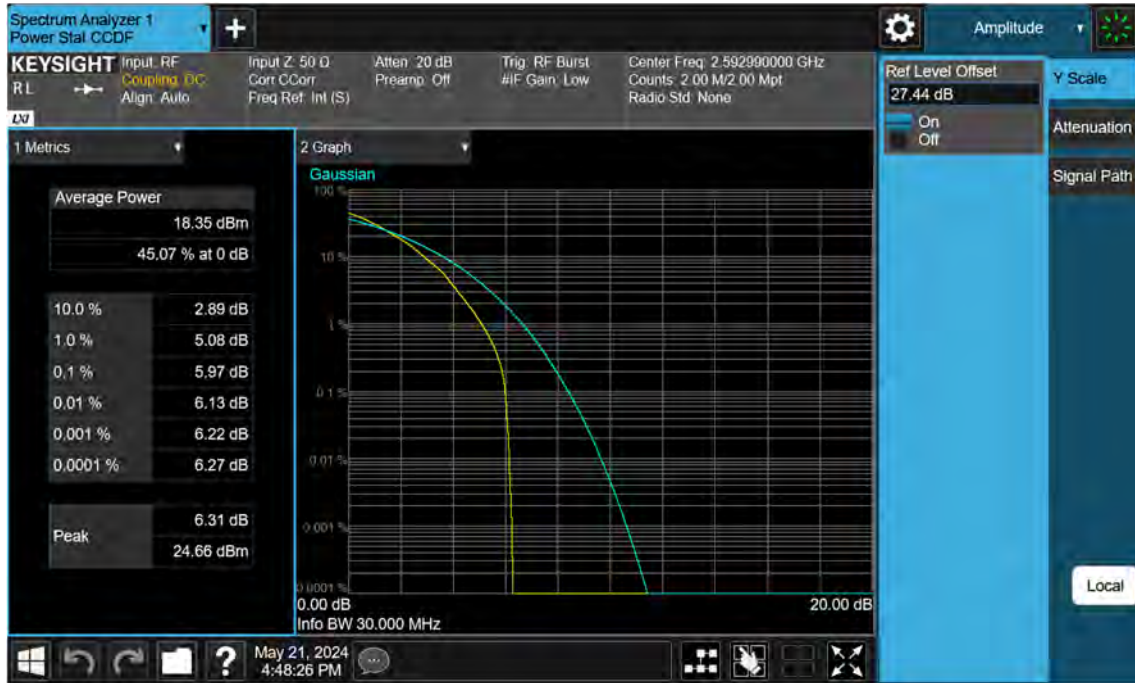 Spectrum Analyzer 1
Power Stat CCDF
+
Amplitude
KEYSIGHT
RL
LXI
Input: RF
Coupling: DC
Align: Auto
Input Z: 50 Ω
Corr CCorr
Freq Ref: Int (S)
Atten: 20 dB
Preamp: Off
Trig: RF Burst
#IF Gain: Low
Center Freq: 2.592990000 GHz
Counts: 2.00 M/2.00 Mpt
Radio Std: None
Ref Level Offset
27.44 dB
On
Off
Y Scale
Attenuation
Signal Path
1 Metrics
Average Power
18.35 dBm
45.07 % at 0 dB
10.0 % 2.89 dB
1.0 % 5.08 dB
0.1 % 5.97 dB
0.01 % 6.13 dB
0.001 % 6.22 dB
0.0001 % 6.27 dB
Peak
6.31 dB
24.66 dBm
2 Graph
Gaussian
100 %
10 %
1 %
0.1 %
0.01 %
0.001 %
0.0001 %
0.00 dB 20.00 dB
Info BW 30.000 MHz
Local
?
May 21, 2024
4:48:26 PM